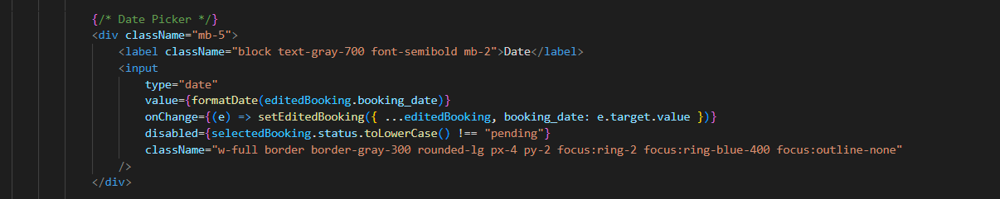 {/* Date Picker */}
<div className="mb-5">
<label className="block text-gray-700 font-semibold mb-2">Date</label>
<input
type="date"
value={formatDate(editedBooking.booking_date)}
onChange={(e) => setEditedBooking({ ...editedBooking, booking_date: e.target.value })}
disabled={selectedBooking.status.toLowerCase() !== "pending"}
className="w-full border border-gray-300 rounded-lg px-4 py-2 focus:ring-2 focus:ring-blue-400 focus:outline-none"
/>
</div>